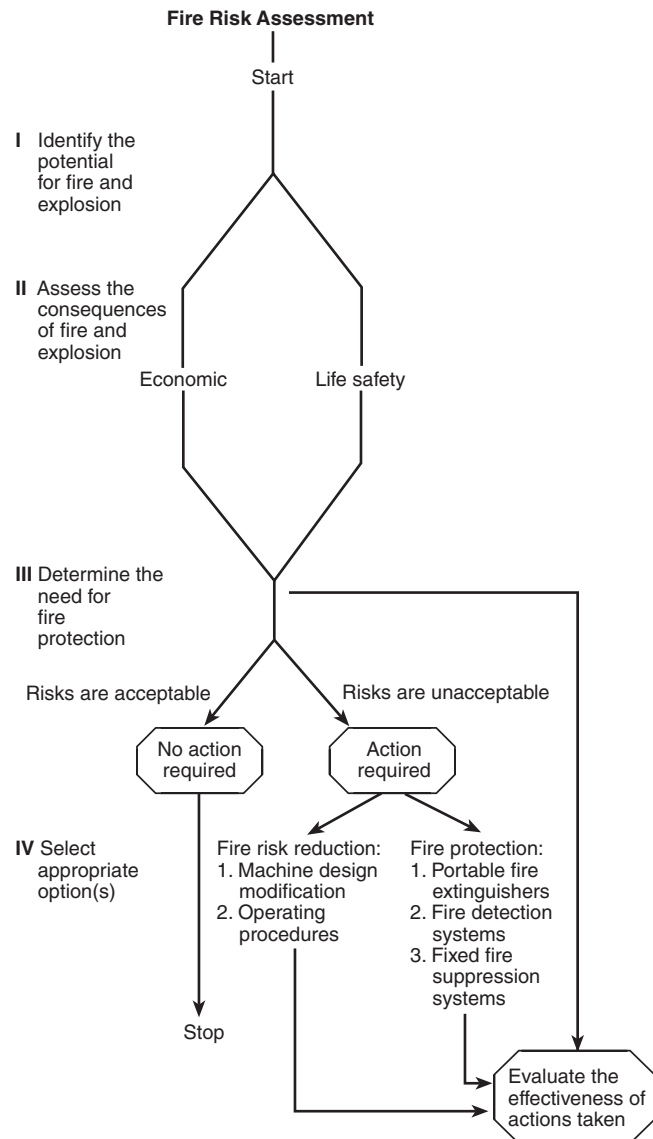 Fire Risk Assessment
Start
I Identify the
potential
for fire and
explosion
II Assess the
consequences
of fire and
explosion
Economic
Life safety
III Determine the
need for
fire
protection
Risks are acceptable
Risks are unacceptable
No action
required
Action
required
IV Select
appropriate
option(s)
Fire risk reduction:
1. Machine design
modification
2. Operating
procedures
Fire protection:
1. Portable fire
extinguishers
2. Fire detection
systems
3. Fixed fire
suppression
systems
Stop
Evaluate the
effectiveness of
actions taken